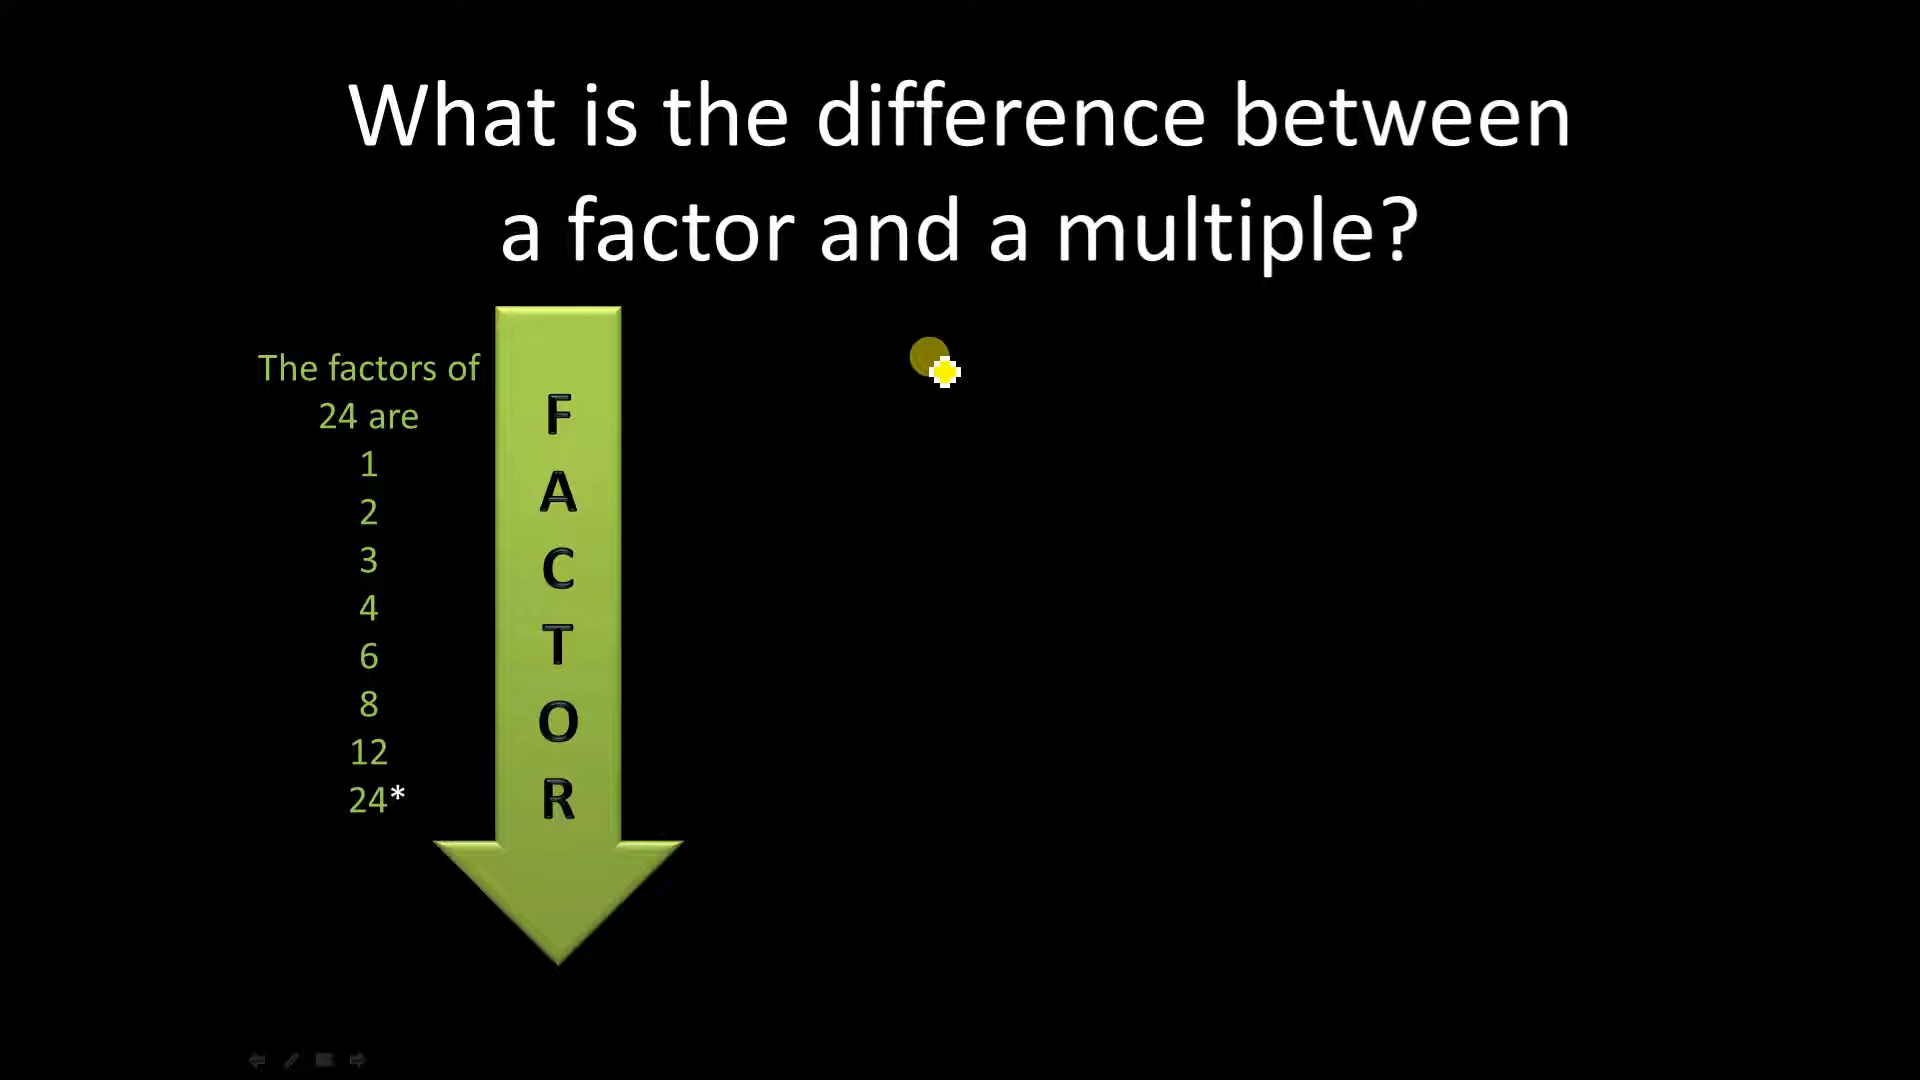 What is the difference between
a factor and a multiple?
The factors of
24 are
1
2
3
4
6
8
12
24*
F
A
C
T
O
R